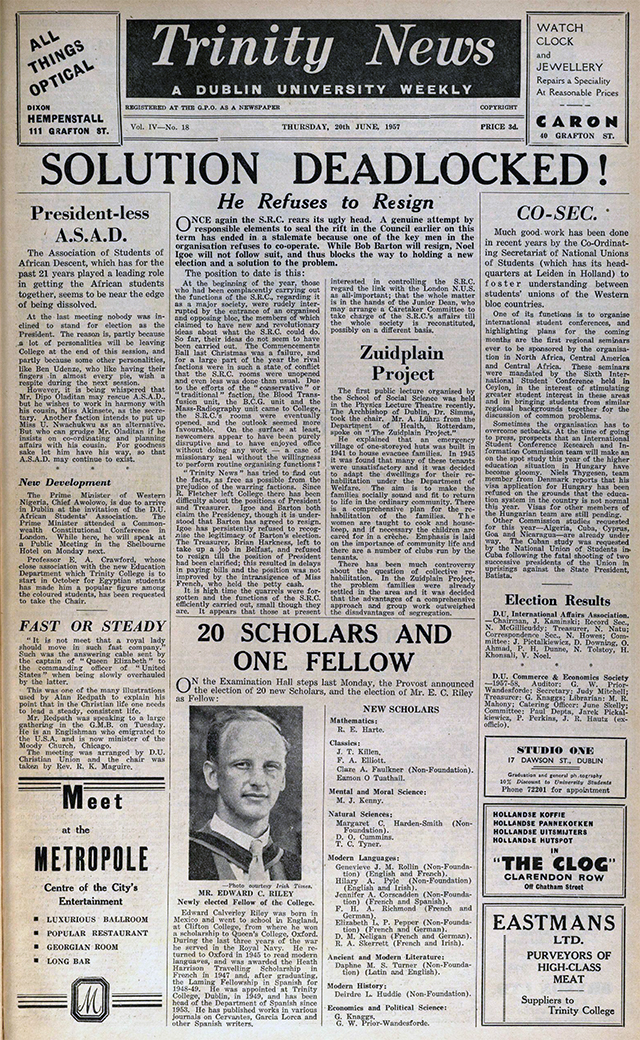 ALL
THINGS
OPTICAL
DIXON
HEMPENSTALL
111 GRAFTON ST.
Trinity News
A DUBLIN UNIVERSITY WEEKLY
REGISTERED AT THE G.P.O. AS A NEWSPAPER
COPYRIGHT
Vol. IV—No. 18
THURSDAY, 20th JUNE, 1957
PRICE 3d.
WATCH
CLOCK
and
JEWELLERY
Repairs a Speciality
At Reasonable Prices
CARON
40 GRAFTON ST.
SOLUTION DEADLOCKED!
President-less
A.S.A.D.
The Association of Students of
African Descent, which has for the
past 21 years played a leading role
in getting the African students
together, seems to be near the edge
of being dissolved.
At the last meeting nobody was in-
clined to stand for election as the
President. The reason is, partly because
a lot of personalities will be leaving
College at the end of this session, and
partly because some other personalities,
like Ben Udenze, who like having their
fingers in almost every pie, wish a
respite during the next session.
However, it is being whispered that
Mr. Dipo Oladitan may rescue A.S.A.D.,
but he wishes to work in harmony with
his cousin, Miss Akinsete, as the secre-
tary. Another faction intends to put up
Miss U. Nwachukwu as an alternative.
But who can grudge Mr. Oladitan if he
insists on co-ordinating and planning
affairs with his cousin. For goodness
sake let him have his way, so that
A.S.A.D. may continue to exist.
New Development
The Prime Minister of Western
Nigeria, Chief Awolowo, is due to arrive
in Dublin at the invitation of the D.U.
African Students' Association. The
Prime Minister attended a Common-
wealth Constitutional Conference in
London. While here, he will speak at
a Public Meeting in the Shelbourne
Hotel on Monday next.
Professor E. A. Crawford, whose
close association with the new Education
Department which Trinity College is to
start in October for Egyptian students
has made him a popular figure among
the coloured students, has been requested
to take the Chair.
FAST OR STEADY
"It is not meet that a royal lady
should move in such fast company."
Such was the answering cable sent by
the captain of "Queen Elizabeth" to
the commanding officer of "United
States" when being slowly overhauled
by the latter.
This was one of the many illustrations
used by Alan Redpath to explain his
point that in the Christian life one needs
to lead a steady, consistent life.
Mr. Redpath was speaking to a large
gathering in the G.M.B. on Tuesday.
He is an Englishman who emigrated to
the U.S.A. and is now minister of the
Moody Church, Chicago.
The meeting was arranged by D.U.
Christian Union and the chair was
taken by Rev. R. K. Maguire.
Meet
at the
METROPOLE
Centre of the City's
Entertainment
LUXURIOUS BALLROOM
POPULAR RESTAURANT
GEORGIAN ROOM
LONG BAR
M
He Refuses to Resign
ONCE again the S.R.C. rears its ugly head. A genuine attempt by
responsible elements to seal the rift in the Council earlier on this
term has ended in a stalemate because of one of the key men in the
organisation refuses to co-operate. While Bob Barton will resign, Noel
Igoe will not follow suit, and thus blocks the way to holding a new
election and a solution to the problem.
The position to date is this:
At the beginning of the year, those
who had been complacently carrying out
the functions of the S.R.C., regarding it
as a major society, were rudely inter-
rupted by the entrance of an organised
and opposing bloc, the members of which
claimed to have new and revolutionary
ideas about what the S.R.C. could do.
So far, their ideas do not seem to have
been carried out. The Commencements
Ball last Christmas was a failure, and
for a large part of the year the rival
factions were in such a state of conflict
that the S.R.C. rooms were unopened
and even less was done than usual. Due
to the efforts of the "conservative" or
"traditional" faction, the Blood Trans-
fusion unit, the B.C.G. unit and the
Mass-Radiography unit came to College,
the S.R.C.'s rooms were eventually
opened, and the outlook seemed more
favourable. On the surface at least,
newcomers appear to have been purely
disruptive and to have enjoyed office
without doing any work — a case of
missionary zeal without the willingness
to perform routine organising functions!
"Trinity News" has tried to find out
the facts, as free as possible from the
prejudice of the warring factions. Since
R. Fletcher left College there has been
difficulty about the positions of President
and Treasurer. Igoe and Barton both
claim the Presidency, though it is under-
stood that Barton has agreed to resign.
Igoe has persistently refused to recog-
nise the legitimacy of Barton's election.
The Treasurer, Brian Harkness, left to
take up a job in Belfast, and refused
to resign till the position of President
had been clarified; this resulted in delays
in paying bills and the position was not
improved by the intransigence of Miss
French, who held the petty cash.
It is high time the quarrels were for-
gotten and the functions of the S.R.C.
efficiently carried out, small though they
are. It appears that those at present
interested in controlling the S.R.C.
regard the link with the London N.U.S.
as all-important; that the whole matter
is in the hands of the Junior Dean, who
may arrange a Caretaker Committee to
take charge of the S.R.C.'s affairs till
the whole society is reconstituted,
possibly on a different basis.
Zuidplain
Project
The first public lecture organised by
the School of Social Science was held
in the Physics Lecture Theatre recently.
The Archbishop of Dublin, Dr. Simms,
took the chair. Mr. A. Lühr: from the
Department of Health, Rotterdam,
spoke on "The Zuidplain Project."
He explained that an emergency
village of one-storeyed huts was built in
1941 to house evacuee families. In 1945
it was found that many of these tenants
were unsatisfactory and it was decided
to adapt the dwellings for their re-
habilitation under the Department of
Welfare. The aim is to make the
families socially sound and fit to return
to life in the ordinary community. There
is a comprehensive plan for the re-
habilitation of the families. The
women are taught to cook and house-
keep, and if necessary the children are
cared for in a crèche. Emphasis is laid
on the importance of community life and
there are a number of clubs run by the
tenants.
There has been much controversy
about the question of collective re-
habilitation. In the Zuidplain Project,
the problem families were already
settled in the area and it was decided
that the advantages of a comprehensive
approach and group work outweighed
the disadvantages of segregation.
CO-SEC.
Much good work has been done
in recent years by the Co-Ordinat-
ing Secretariat of National Unions
of Students (which has its head-
quarters at Leiden in Holland) to
foster understanding between
students' unions of the Western
bloc countries.
One of its functions is to organise
international student conferences, and
highlighting plans for the coming
months are the first regional seminars
ever to be sponsored by the organisa-
tion in North Africa, Central America
and Central Africa. These seminars
were mandated by the Sixth Inter-
national Student Conference held in
Ceylon, in the interest of stimulating
greater student interest in these areas
and in bringing students from similar
regional backgrounds together for the
discussion of common problems.
Sometimes the organisation has to
overcome setbacks. At the time of going
to press, prospects that an International
Student Conference Research and In-
formation Commission team will make an
on the spot study this year of the higher
education situation in Hungary have
become gloomy. Niels Thygesen, team
member from Denmark reports that his
visa application for Hungary has been
refused on the grounds that the educa-
tion system in the country is not normal
this year. Visas for other members of
the Hungarian team are still pending.
Other Commission studies requested
for this year—Algeria, Cuba, Cyprus,
Goa and Nicaragua—are already under
way. The Cuban study was requested
by the National Union of Students in
Cuba following the fatal shooting of two
successive presidents of the Union in
uprisings against the State President,
Batista.
Election Results
D.U. International Affairs Association.
—Chairman, J. Kaminski; Record Sec.,
N. McGillicuddy; Treasurer, N. Natu;
Correspondence Sec., N. Howes; Com-
mittee: J. Pietalkiewicz, D. Downing, O.
Ahmad, P. H. Dunne, N. Tolstoy, H.
Khonsali, V. Noel.
D.U. Commerce & Economics Society
—1957-58. Auditor: G. W. Prior-
Wandesforde; Secretary: Judy Mitchell;
Treasurer: G. Knaggs; Librarian: M. R.
Mahony; Catering Officer: June Skelly;
Committee: Paul Depta, Jarek Piekal-
kiewicz, P. Perkins, J. R. Hautz (ex-
officio).
20 SCHOLARS AND
ONE FELLOW
ON the Examination Hall steps last Monday, the Provost announced
the election of 20 new Scholars, and the election of Mr. E. C. Riley
as Fellow:
—Photo courtesy Irish Times.
MR. EDWARD C. RILEY
Newly elected Fellow of the College.
Edward Calverley Riley was born in
Mexico and went to school in England,
at Clifton College, from where he won
a scholarship to Queen's College, Oxford.
During the last three years of the war
he served in the Royal Navy. He re-
turned to Oxford in 1945 to read modern
languages, and was awarded the Heath
Harrison Travelling Scholarship in
French in 1947 and, after graduating,
the Laming Fellowship in Spanish for
1948-49. He was appointed at Trinity
College, Dublin, in 1949, and has been
head of the Department of Spanish since
1953. He has published works in various
journals on Cervantes, Garcia Lorca and
other Spanish writers.
NEW SCHOLARS
Mathematics:
R. E. Harte.
Classics:
J. T. Killen.
F. A. Elliott.
Clare A. Faulkner (Non-Foundation).
Eamon O Tuathail.
Mental and Moral Science:
M. J. Kenny.
Natural Sciences:
Margaret C. Harden-Smith (Non-
Foundation).
D. O. Cummins.
T. C. Tyner.
Modern Languages:
Genevieve J. M. Rollin (Non-Founda-
tion) (English and French).
Hilary A. Pyle (Non-Foundation)
(English and Irish).
Jennifer A. Corscadden (Non-Founda-
tion) (French and Spanish).
F. H. A. Richmond (French and
German).
Elizabeth L. P. Pepper (Non-Founda-
tion) (French and German).
D. M. Neligan (French and German).
R. A. Skerrett (French and Irish).
Ancient and Modern Literature:
Daphne M. S. Turner (Non-Founda-
tion) (Latin and English).
Modern History:
Deirdre L. Huddie (Non-Foundation).
Economics and Political Science:
G. Knaggs.
G. W. Prior-Wandesforde.
STUDIO ONE
17 DAWSON ST., DUBLIN
Graduation and general photography
10% Discount to University Students
Phone 72201 for appointment
HOLLANDSE KOFFIE
HOLLANDSE PANNEKOEKEN
HOLLANDSE UITSMIJTERS
HOLLANDSE HUTSPOT
IN
"THE CLOG"
CLARENDON ROW
Off Chatham Street
EASTMANS
LTD.
PURVEYORS OF
HIGH-CLASS
MEAT
Suppliers to
Trinity College